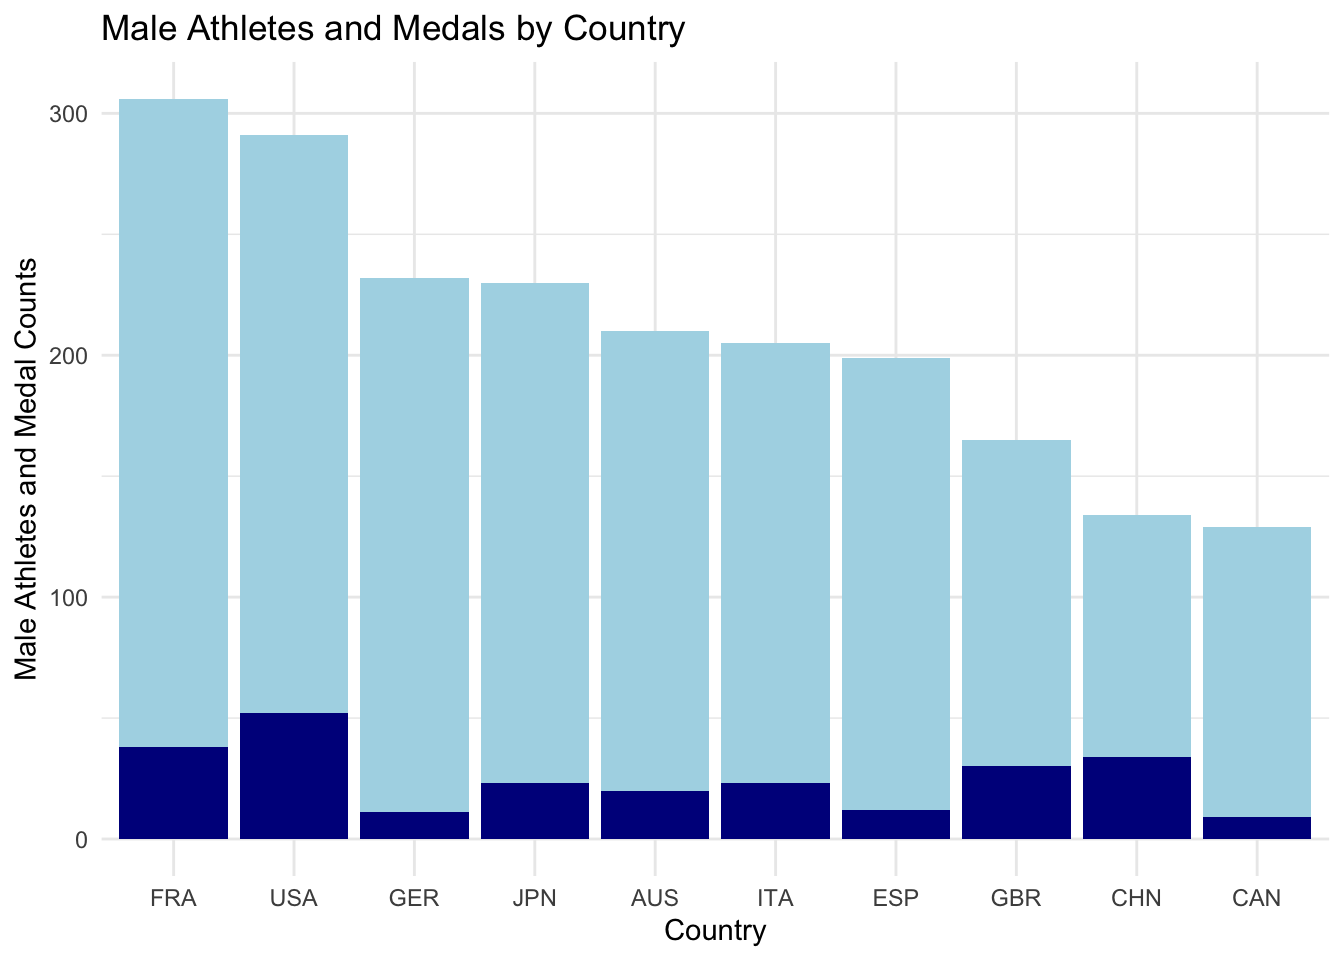 Male Athletes and Medals by Country
Male Athletes and Medal Counts
300
200
100
0
FRA USA GER JPN AUS ITA ESP GBR CHN CAN
Country